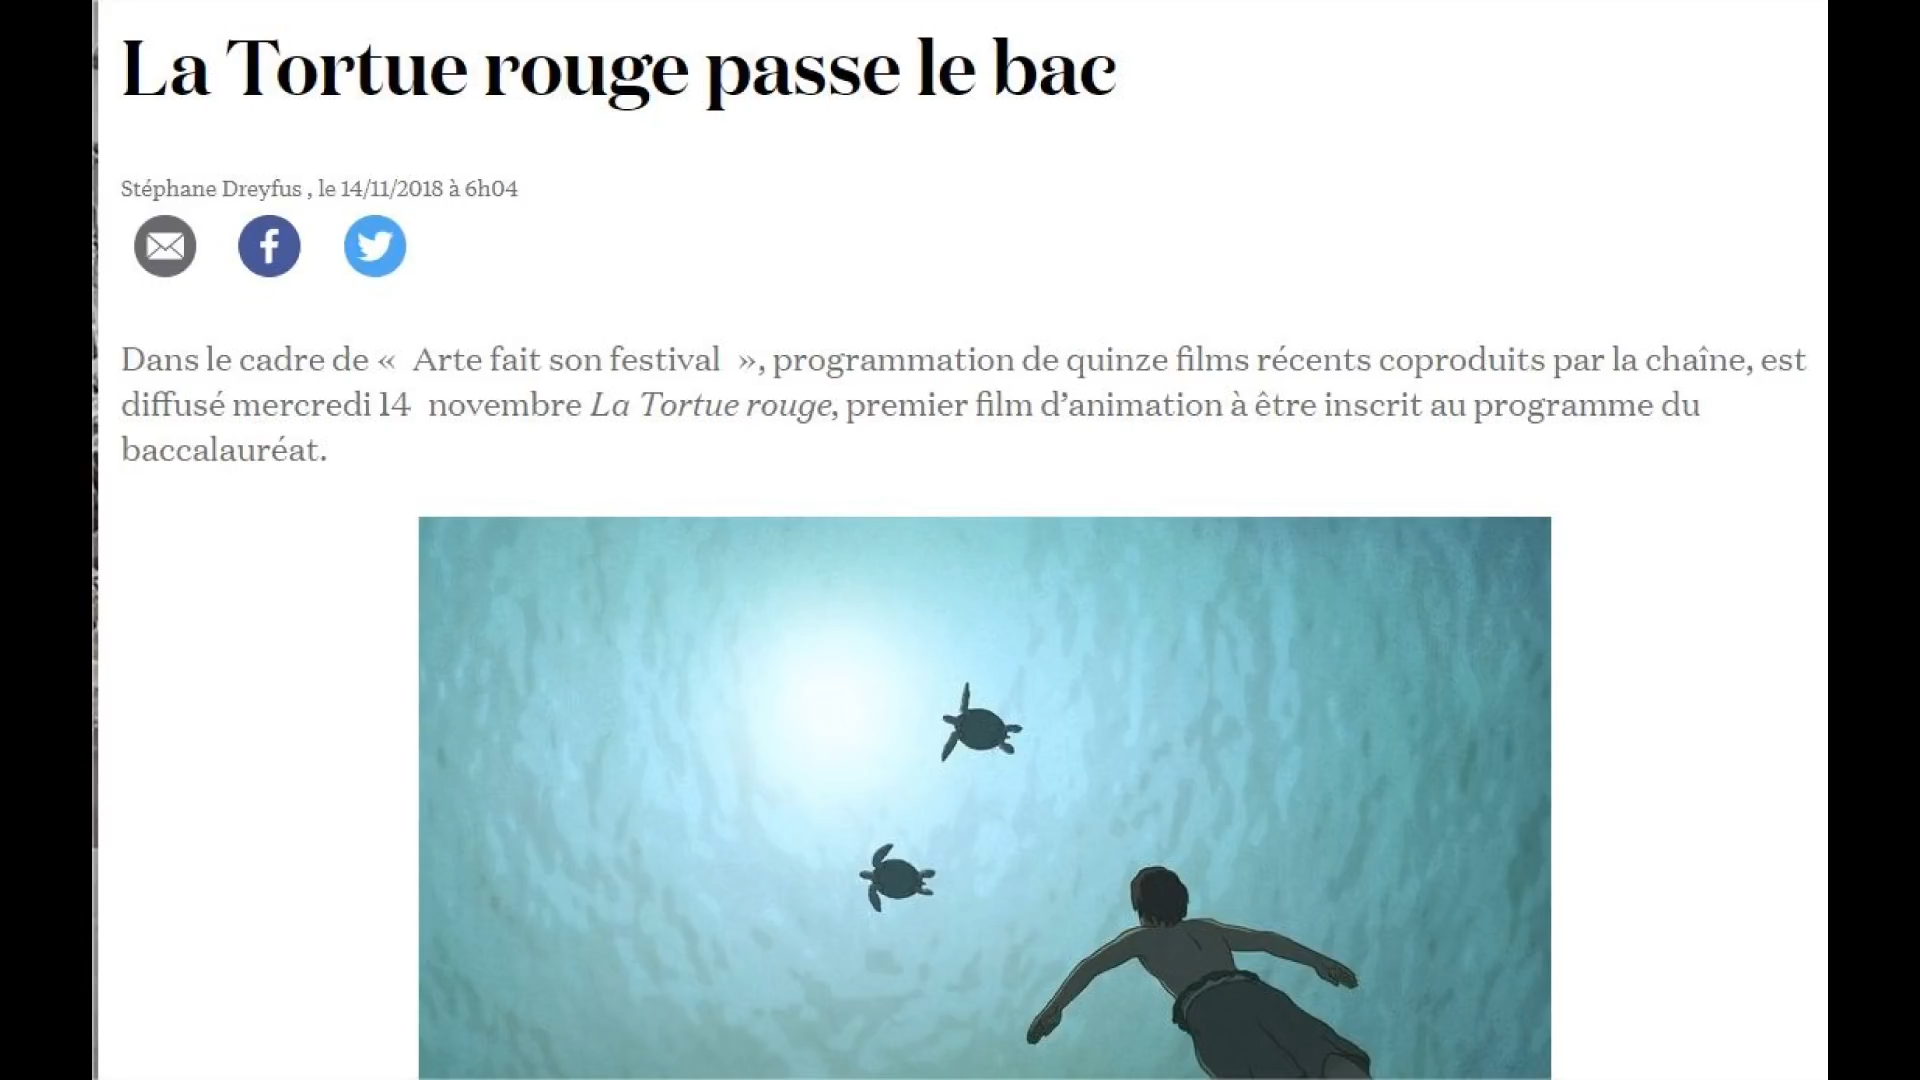 La Tortue rouge passe le bac
Stéphane Dreyfus , le 14/11/2018 à 6h04
Dans le cadre de « Arte fait son festival », programmation de quinze films récents coproduits par la chaîne, est
diffusé mercredi 14 novembre La Tortue rouge, premier film d’animation à être inscrit au programme du
baccalauréat.